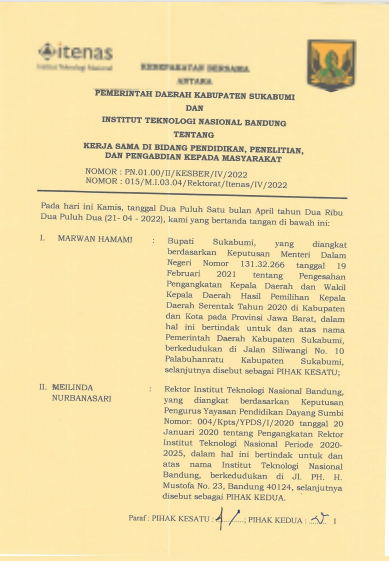 itenas
Institut Teknologi Nasional
KESEPAKATAN BERSAMA
ANTARA
PEMERINTAH DAERAH KABUPATEN SUKABUMI
DAN
INSTITUT TEKNOLOGI NASIONAL BANDUNG
TENTANG
KERJA SAMA DI BIDANG PENDIDIKAN, PENELITIAN,
DAN PENGABDIAN KEPADA MASYARAKAT
NOMOR : PN.01.00/II/KESBER/IV/2022
NOMOR : 015/M.I.03.04/Rektorat/Itenas/IV/2022
Pada hari ini Kamis, tanggal Dua Puluh Satu bulan April tahun Dua Ribu
Dua Puluh Dua (21- 04 - 2022), kami yang bertanda tangan di bawah ini:
I. MARWAN HAMAMI : Bupati Sukabumi, yang diangkat
berdasarkan Keputusan Menteri Dalam
Negeri Nomor 131.32.266 tanggal 19
Februari 2021 tentang Pengesahan
Pengangkatan Kepala Daerah dan Wakil
Kepala Daerah Hasil Pemilihan Kepala
Daerah Serentak Tahun 2020 di Kabupaten
dan Kota pada Provinsi Jawa Barat, dalam
hal ini bertindak untuk dan atas nama
Pemerintah Daerah Kabupaten Sukabumi,
berkedudukan di Jalan Siliwangi No. 10
Palabuhanratu Kabupaten Sukabumi,
selanjutnya disebut sebagai PIHAK KESATU;
II. MEILINDA : Rektor Institut Teknologi Nasional Bandung,
NURBANASARI yang diangkat berdasarkan Keputusan
Pengurus Yayasan Pendidikan Dayang Sumbi
Nomor: 004/Kpts/YPDS/I/2020 tanggal 20
Januari 2020 tentang Pengangkatan Rektor
Institut Teknologi Nasional Periode 2020-
2025, dalam hal ini bertindak untuk dan
atas nama Institut Teknologi Nasional
Bandung, berkedudukan di Jl. PH. H.
Mustofa No. 23, Bandung 40124, selanjutnya
disebut sebagai PIHAK KEDUA.
Paraf : PIHAK KESATU : ........., PIHAK KEDUA : ........ 1